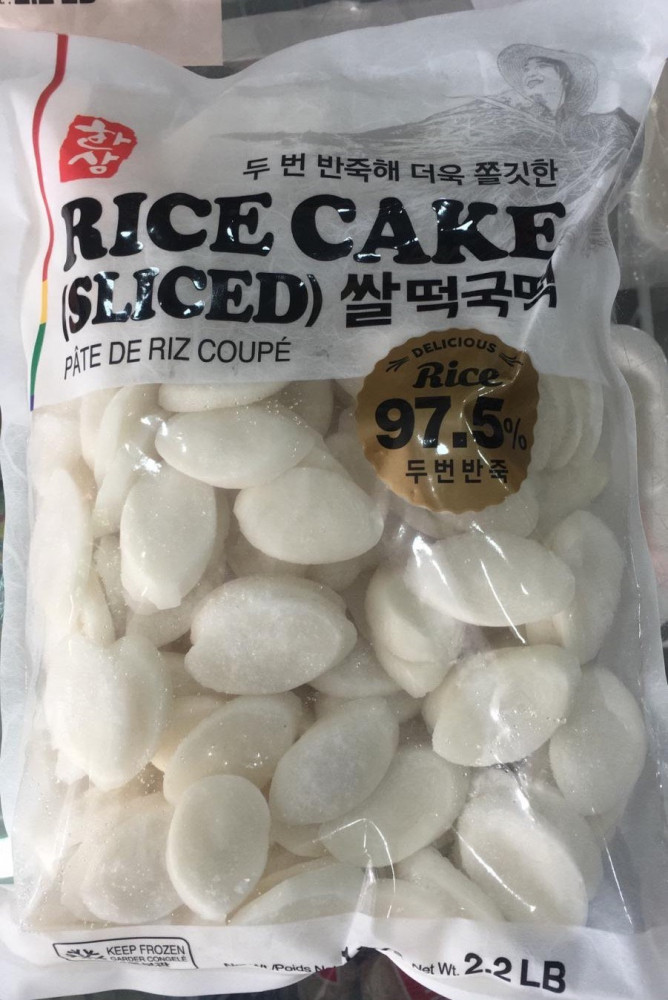 화
삼
두 번 반죽해 더욱 쫄깃한
RICE CAKE
(SLICED) 쌀떡국떡
PÂTE DE RIZ COUPÉ
DELICIOUS
Rice
97.5%
두번반죽
KEEP FROZEN
GARDER CONGELÉ
Net Wt. 2.2 LB